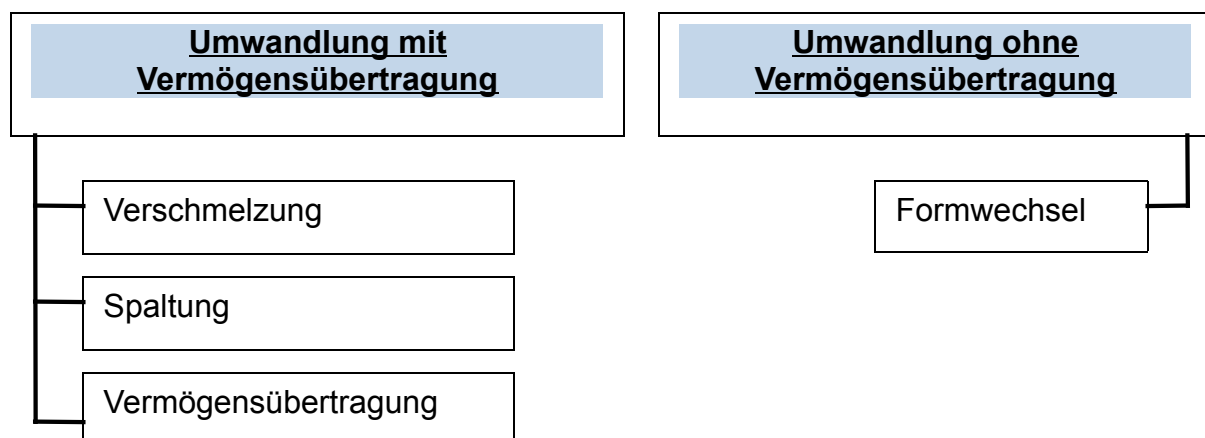 Umwandlung mit
Vermögensübertragung
Umwandlung ohne
Vermögensübertragung
Verschmelzung
Formwechsel
Spaltung
Vermögensübertragung